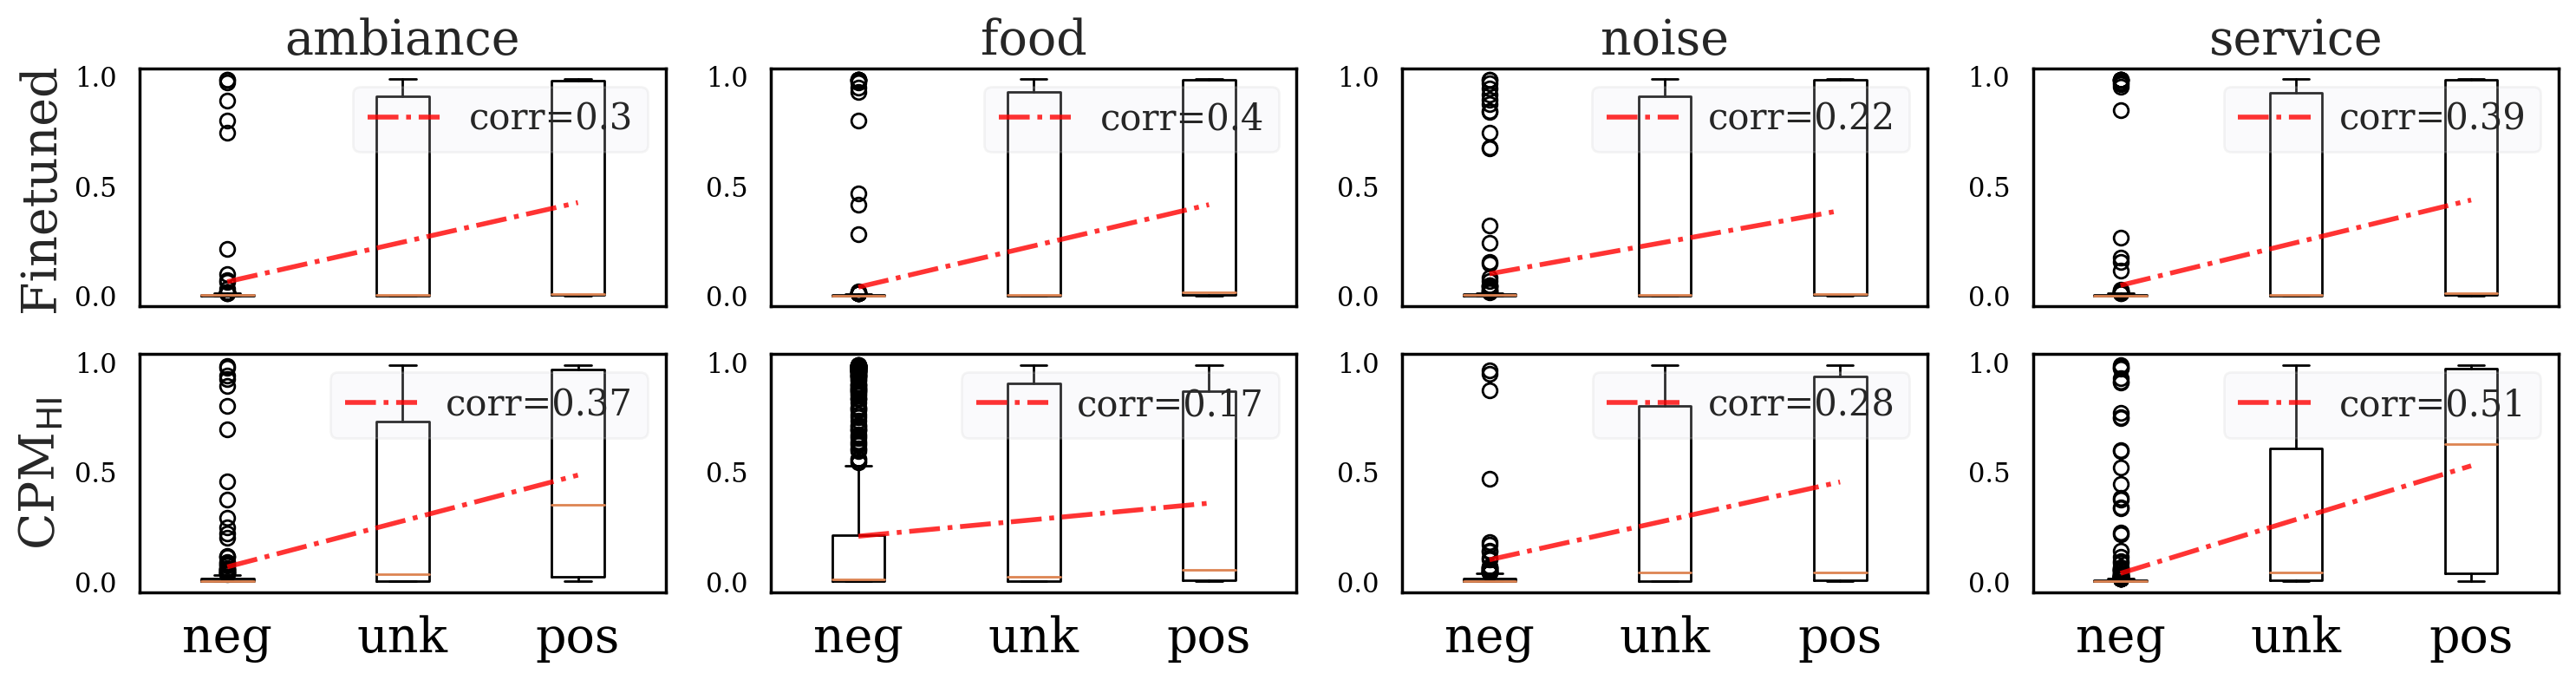 ambiance food noise service
Finetuned
1.0 1.0 1.0 1.0
corr=0.3 corr=0.4 corr=0.22 corr=0.39
0.5 0.5 0.5 0.5
0.0 0.0 0.0 0.0
CPM_HI
1.0 1.0 1.0 1.0
corr=0.37 corr=0.17 corr=0.28 corr=0.51
0.5 0.5 0.5 0.5
0.0 0.0 0.0 0.0
neg unk pos neg unk pos neg unk pos neg unk pos